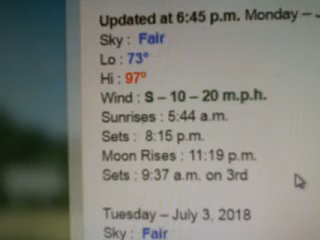 Updated at 6:45 p.m. Monday –
Sky : Fair
Lo : 73°
Hi : 97°
Wind : S – 10 – 20 m.p.h.
Sunrises : 5:44 a.m.
Sets : 8:15 p.m.
Moon Rises : 11:19 p.m.
Sets : 9:37 a.m. on 3rd
Tuesday – July 3, 2018
Sky : Fair